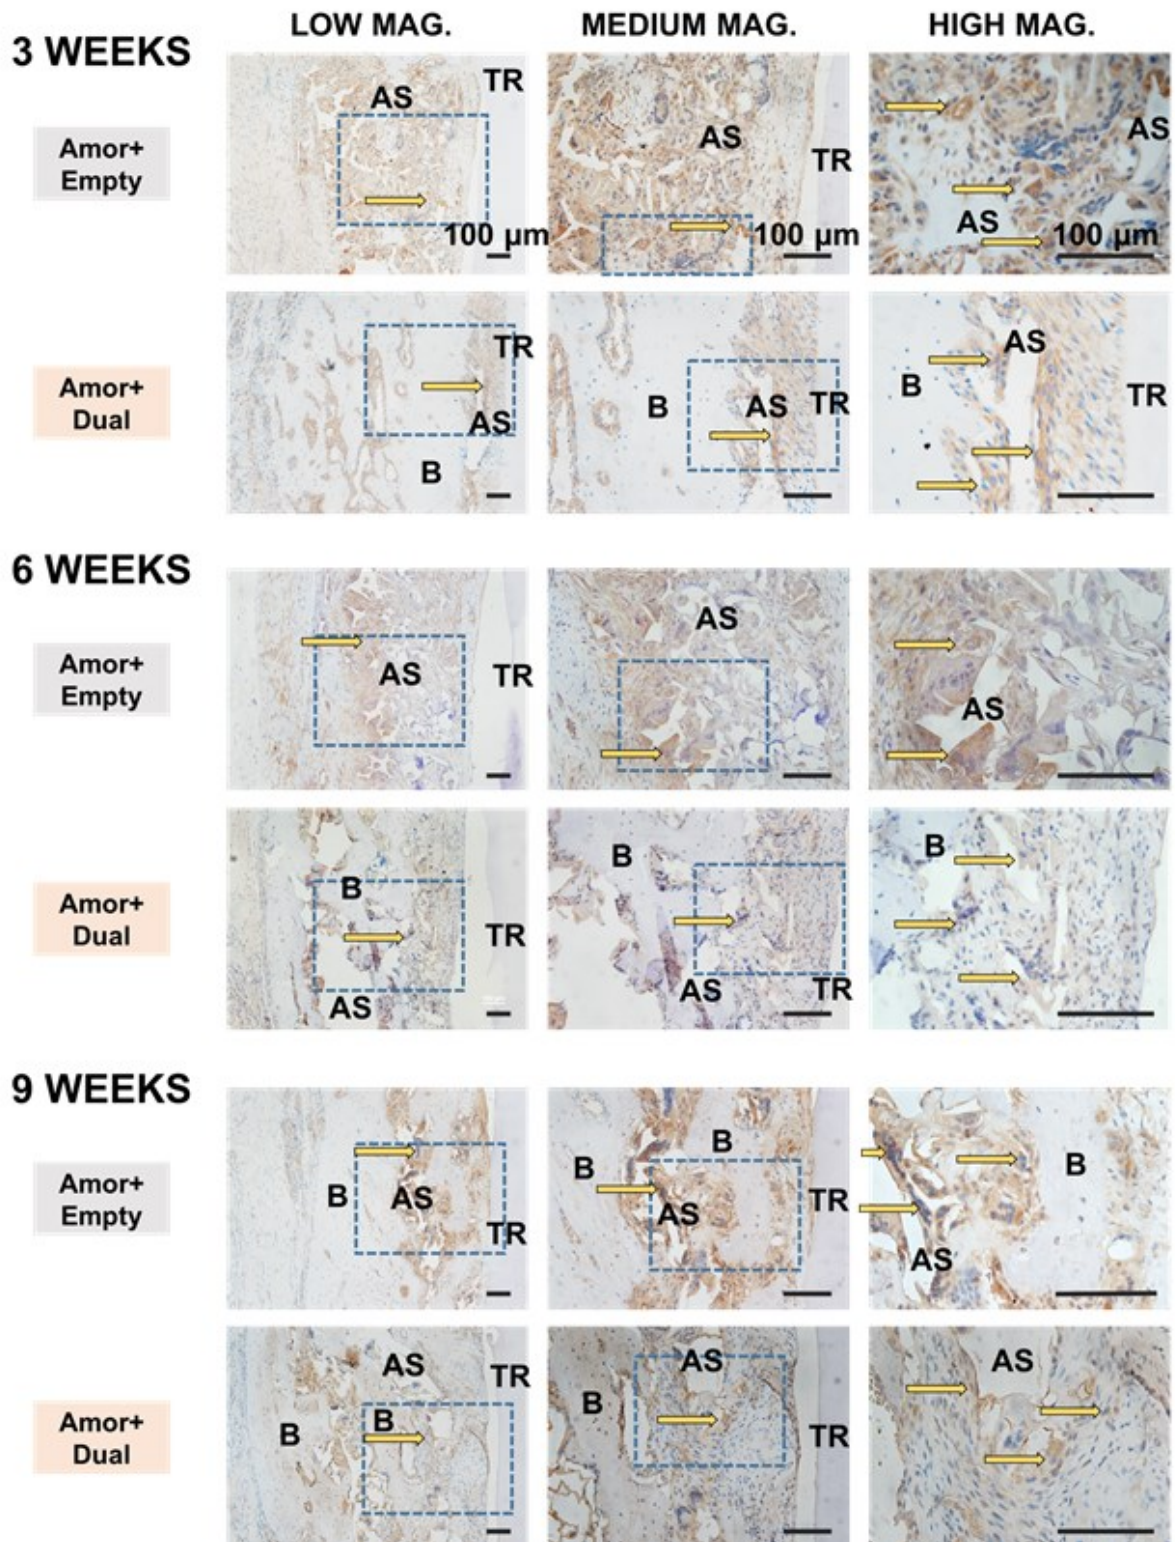 LOW MAG. MEDIUM MAG. HIGH MAG.
3 WEEKS
Amor+
Empty
AS TR
100 µm
AS TR
100 µm
AS
AS
100 µm
Amor+
Dual
TR
AS
B
B AS TR
AS
B TR
6 WEEKS
Amor+
Empty
AS TR
AS
AS
Amor+
Dual
B
TR
AS
B
AS TR
B
9 WEEKS
Amor+
Empty
B AS
TR
B
B
AS TR
B
AS
Amor+
Dual
AS TR
B
B
AS
B
TR
AS